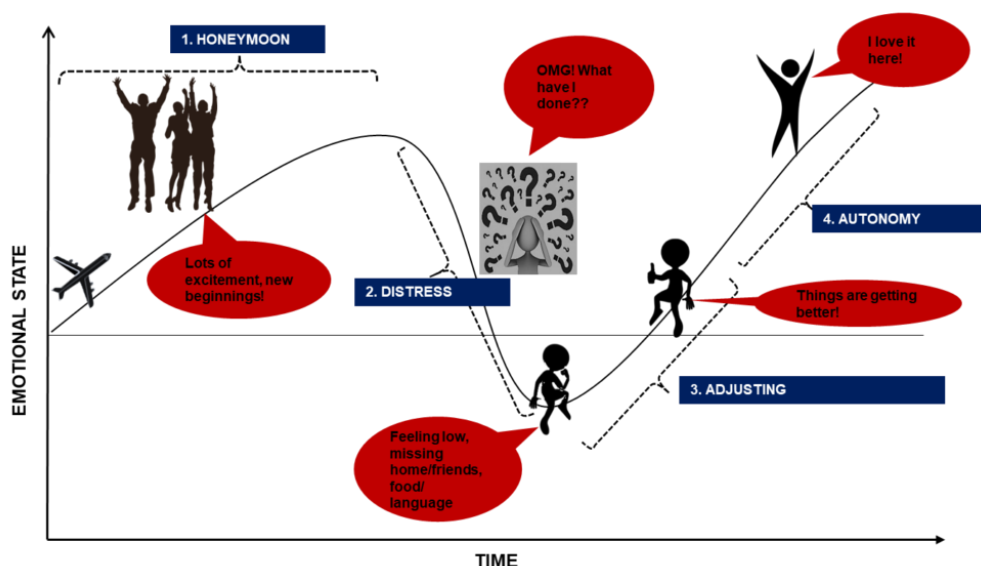 1. HONEYMOON
I love it
here!
OMG! What
have I
done??
4. AUTONOMY
Lots of
excitement, new
beginnings!
2. DISTRESS
Things are getting
better!
3. ADJUSTING
Feeling low,
missing
home/friends,
food/
language
EMOTIONAL STATE
TIME